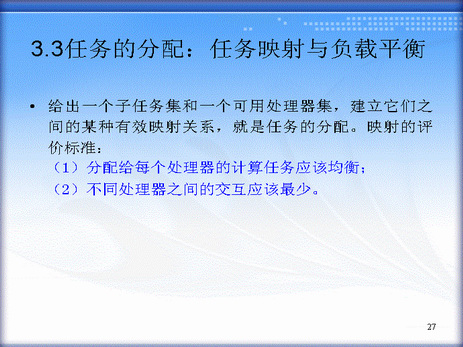 3.3任务的分配：任务映射与负载平衡
• 给出一个子任务集和一个可用处理器集，建立它们之
间的某种有效映射关系，就是任务的分配。映射的评
价标准：
（1）分配给每个处理器的计算任务应该均衡；
（2）不同处理器之间的交互应该最少。
27